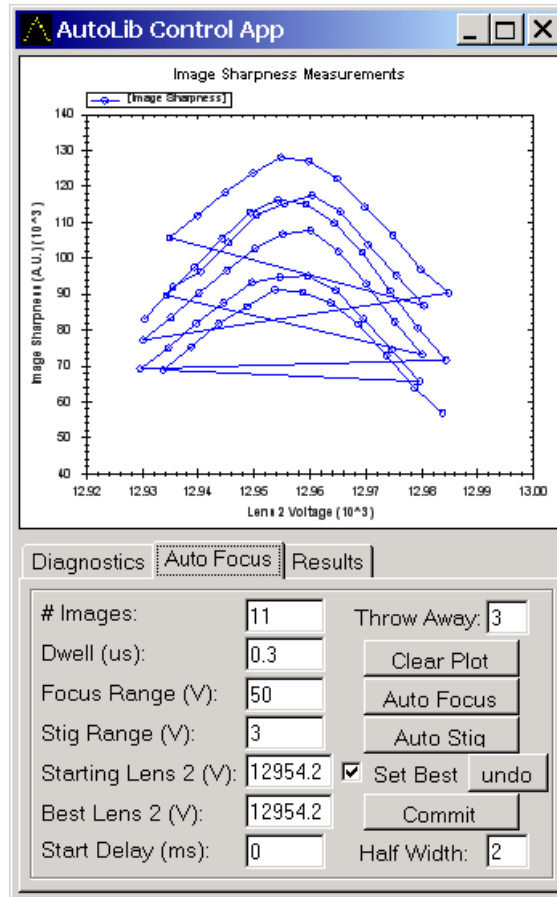 AutoLib Control App
Image Sharpness Measurements
[Image Sharpness]
Image Sharpness (A.U.) (10^3)
140
130
120
110
100
90
80
70
60
50
40
12.92 12.93 12.94 12.95 12.96 12.97 12.98 12.99 13.00
Lens 2 Voltage (10^3)
Diagnostics Auto Focus Results
# Images: 11 Throw Away: 3
Dwell (us): 0.3 Clear Plot
Focus Range (V): 50 Auto Focus
Stig Range (V): 3 Auto Stig
Starting Lens 2 (V): 12954.2 Set Best undo
Best Lens 2 (V): 12954.2 Commit
Start Delay (ms): 0 Half Width: 2